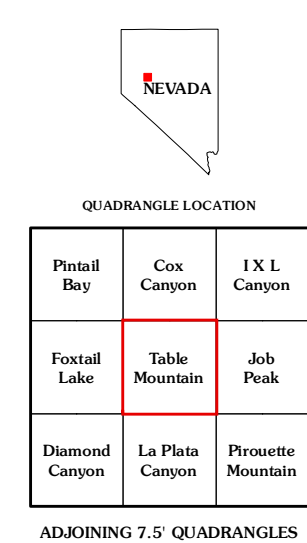 NEVADA
QUADRANGLE LOCATION
Pintail
Bay
Cox
Canyon
I X L
Canyon
Foxtail
Lake
Table
Mountain
Job
Peak
Diamond
Canyon
La Plata
Canyon
Pirouette
Mountain
ADJOINING 7.5' QUADRANGLES